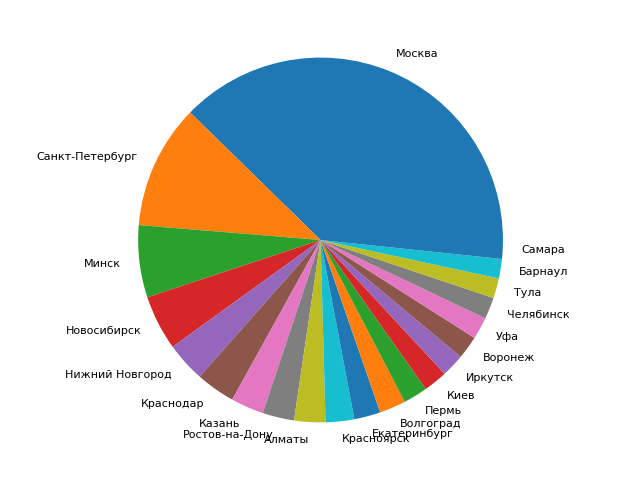 Москва
Санкт-Петербург
Минск
Новосибирск
Нижний Новгород
Краснодар
Казань
Ростов-на-Дону
Алматы
Красноярск
Екатеринбург
Волгоград
Пермь
Киев
Иркутск
Воронеж
Уфа
Челябинск
Тула
Барнаул
Самара